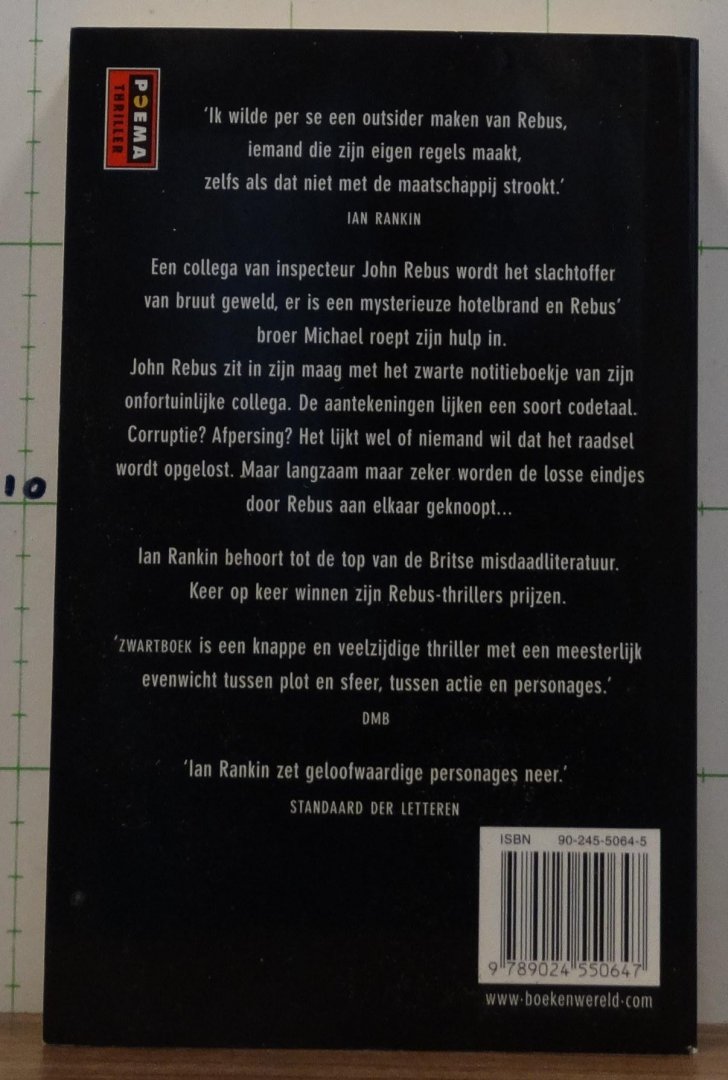 POEMA
THRILLER
'Ik wilde per se een outsider maken van Rebus,
iemand die zijn eigen regels maakt,
zelfs als dat niet met de maatschappij strookt.'
IAN RANKIN
Een collega van inspecteur John Rebus wordt het slachtoffer
van bruut geweld, er is een mysterieuze hotelbrand en Rebus'
broer Michael roept zijn hulp in.
John Rebus zit in zijn maag met het zwarte notitieboekje van zijn
onfortuinlijke collega. De aantekeningen lijken een soort codetaal.
Corruptie? Afpersing? Het lijkt wel of niemand wil dat het raadsel
wordt opgelost. Maar langzaam maar zeker worden de losse eindjes
door Rebus aan elkaar geknoopt...
Ian Rankin behoort tot de top van de Britse misdaadliteratuur.
Keer op keer winnen zijn Rebus-thrillers prijzen.
'ZWARTBOEK is een knappe en veelzijdige thriller met een meesterlijk
evenwicht tussen plot en sfeer, tussen actie en personages.'
DMB
'Ian Rankin zet geloofwaardige personages neer.'
STANDAARD DER LETTEREN
ISBN 90-245-5064-5
9 789024 550647
www·boekenwereld·com
10